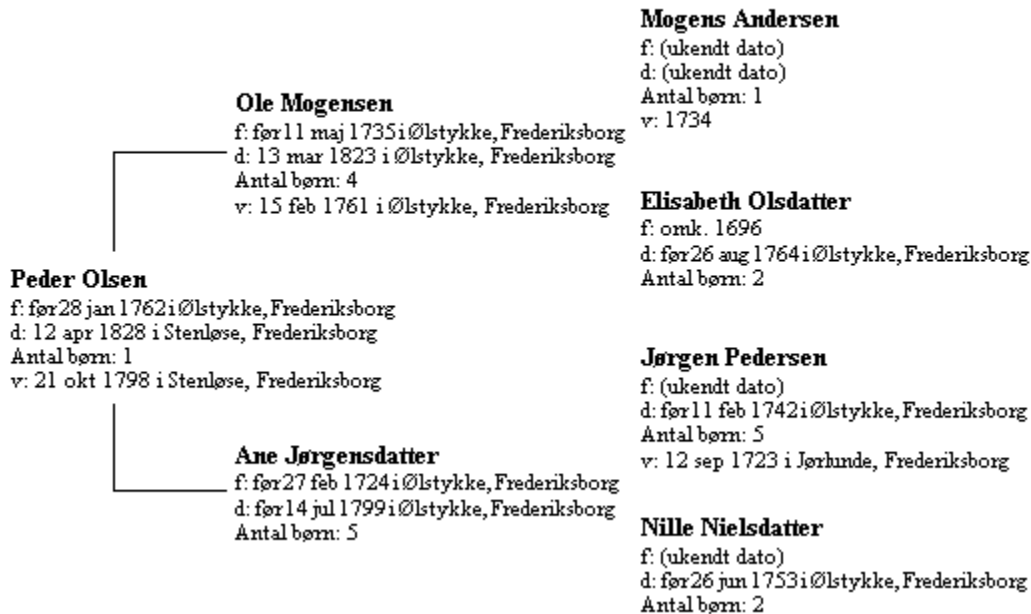 Mogens Andersen
f: (ukendt dato)
d: (ukendt dato)
Antal børn: 1
v: 1734
Ole Mogensen
f: før 11 maj 1735 i Ølstykke, Frederiksborg
d: 13 mar 1823 i Ølstykke, Frederiksborg
Antal børn: 4
v: 15 feb 1761 i Ølstykke, Frederiksborg
Elisabeth Olsdatter
f: omk. 1696
d: før 26 aug 1764 i Ølstykke, Frederiksborg
Antal børn: 2
Peder Olsen
f: før 28 jan 1762 i Ølstykke, Frederiksborg
d: 12 apr 1828 i Stenløse, Frederiksborg
Antal børn: 1
v: 21 okt 1798 i Stenløse, Frederiksborg
Jørgen Pedersen
f: (ukendt dato)
d: før 11 feb 1742 i Ølstykke, Frederiksborg
Antal børn: 5
v: 12 sep 1723 i Jørlunde, Frederiksborg
Ane Jørgensdatter
f: før 27 feb 1724 i Ølstykke, Frederiksborg
d: før 14 jul 1799 i Ølstykke, Frederiksborg
Antal børn: 5
Nille Nielsdatter
f: (ukendt dato)
d: før 26 jun 1753 i Ølstykke, Frederiksborg
Antal børn: 2